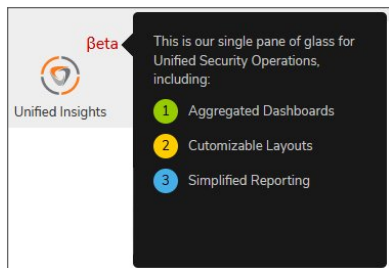 βeta
Unified Insights
This is our single pane of glass for
Unified Security Operations,
including:
1 Aggregated Dashboards
2 Cutomizable Layouts
3 Simplified Reporting